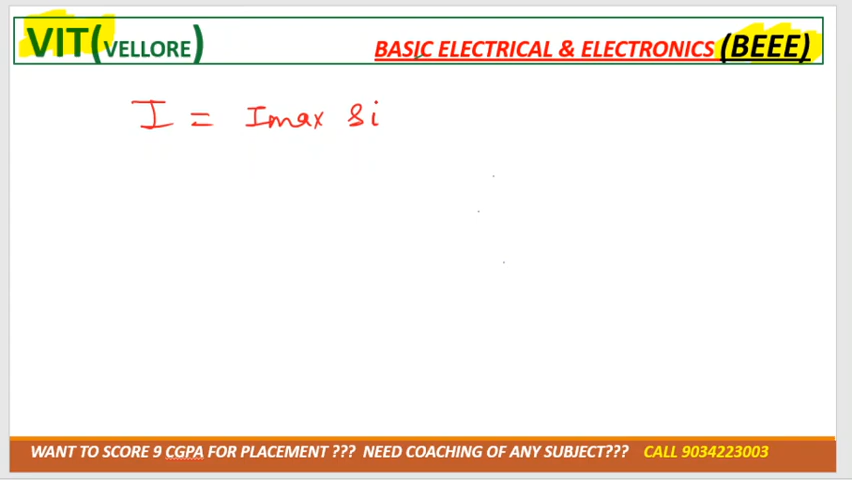 VIT(VELLORE)
BASIC ELECTRICAL & ELECTRONICS (BEEE)
I = Imax Si
WANT TO SCORE 9 CGPA FOR PLACEMENT ??? NEED COACHING OF ANY SUBJECT??? CALL 9034223003